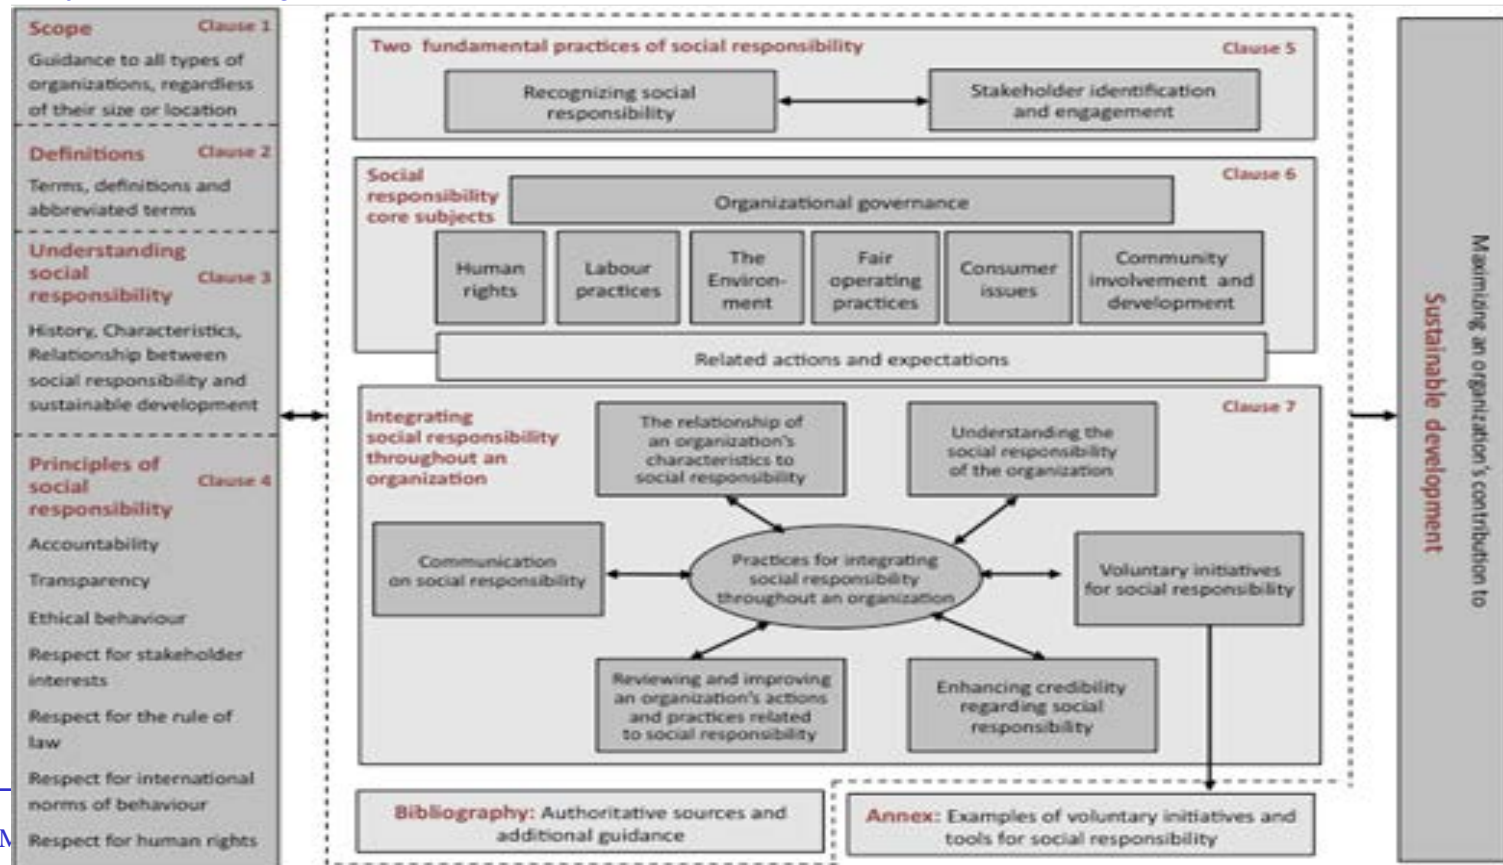 Scope Clause 1
Guidance to all types of
organizations, regardless
of their size or location
Definitions Clause 2
Terms, definitions and
abbreviated terms
Understanding
social
responsibility
Clause 3
History, Characteristics,
Relationship between
social responsibility and
sustainable development
Principles of
social
responsibility
Clause 4
Accountability
Transparency
Ethical behaviour
Respect for stakeholder
interests
Respect for the rule of
law
Respect for international
norms of behaviour
Respect for human rights
Two fundamental practices of social responsibility Clause 5
Recognizing social
responsibility
Stakeholder identification
and engagement
Social
responsibility
core subjects
Clause 6
Organizational governance
Human
rights
Labour
practices
The
Environ-
ment
Fair
operating
practices
Consumer
issues
Community
involvement and
development
Related actions and expectations
Integrating
social responsibility
throughout an
organization
Clause 7
The relationship of
an organization's
characteristics to
social responsibility
Understanding the
social responsibility
of the organization
Communication
on social responsibility
Practices for integrating
social responsibility
throughout an organization
Voluntary initiatives
for social responsibility
Reviewing and improving
an organization's actions
and practices related
to social responsibility
Enhancing credibility
regarding social
responsibility
Bibliography: Authoritative sources and
additional guidance
Annex: Examples of voluntary initiatives and
tools for social responsibility
Maximizing an organization's contribution to
Sustainable development